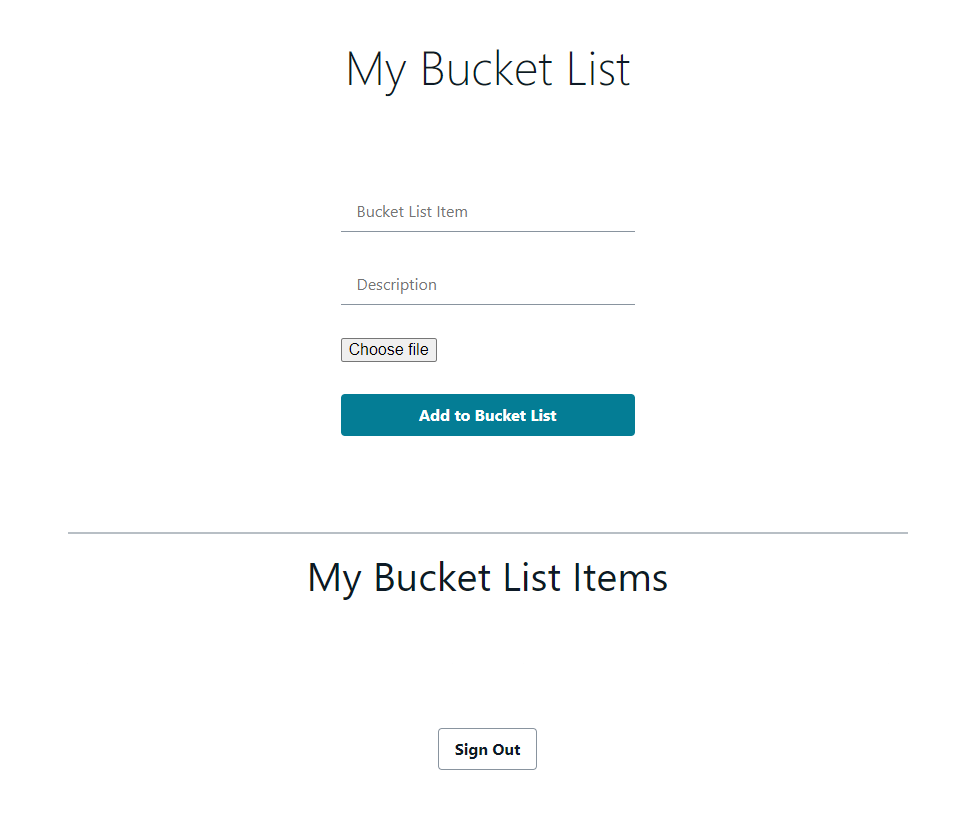 My Bucket List
Bucket List Item
Description
Choose file
Add to Bucket List
My Bucket List Items
Sign Out